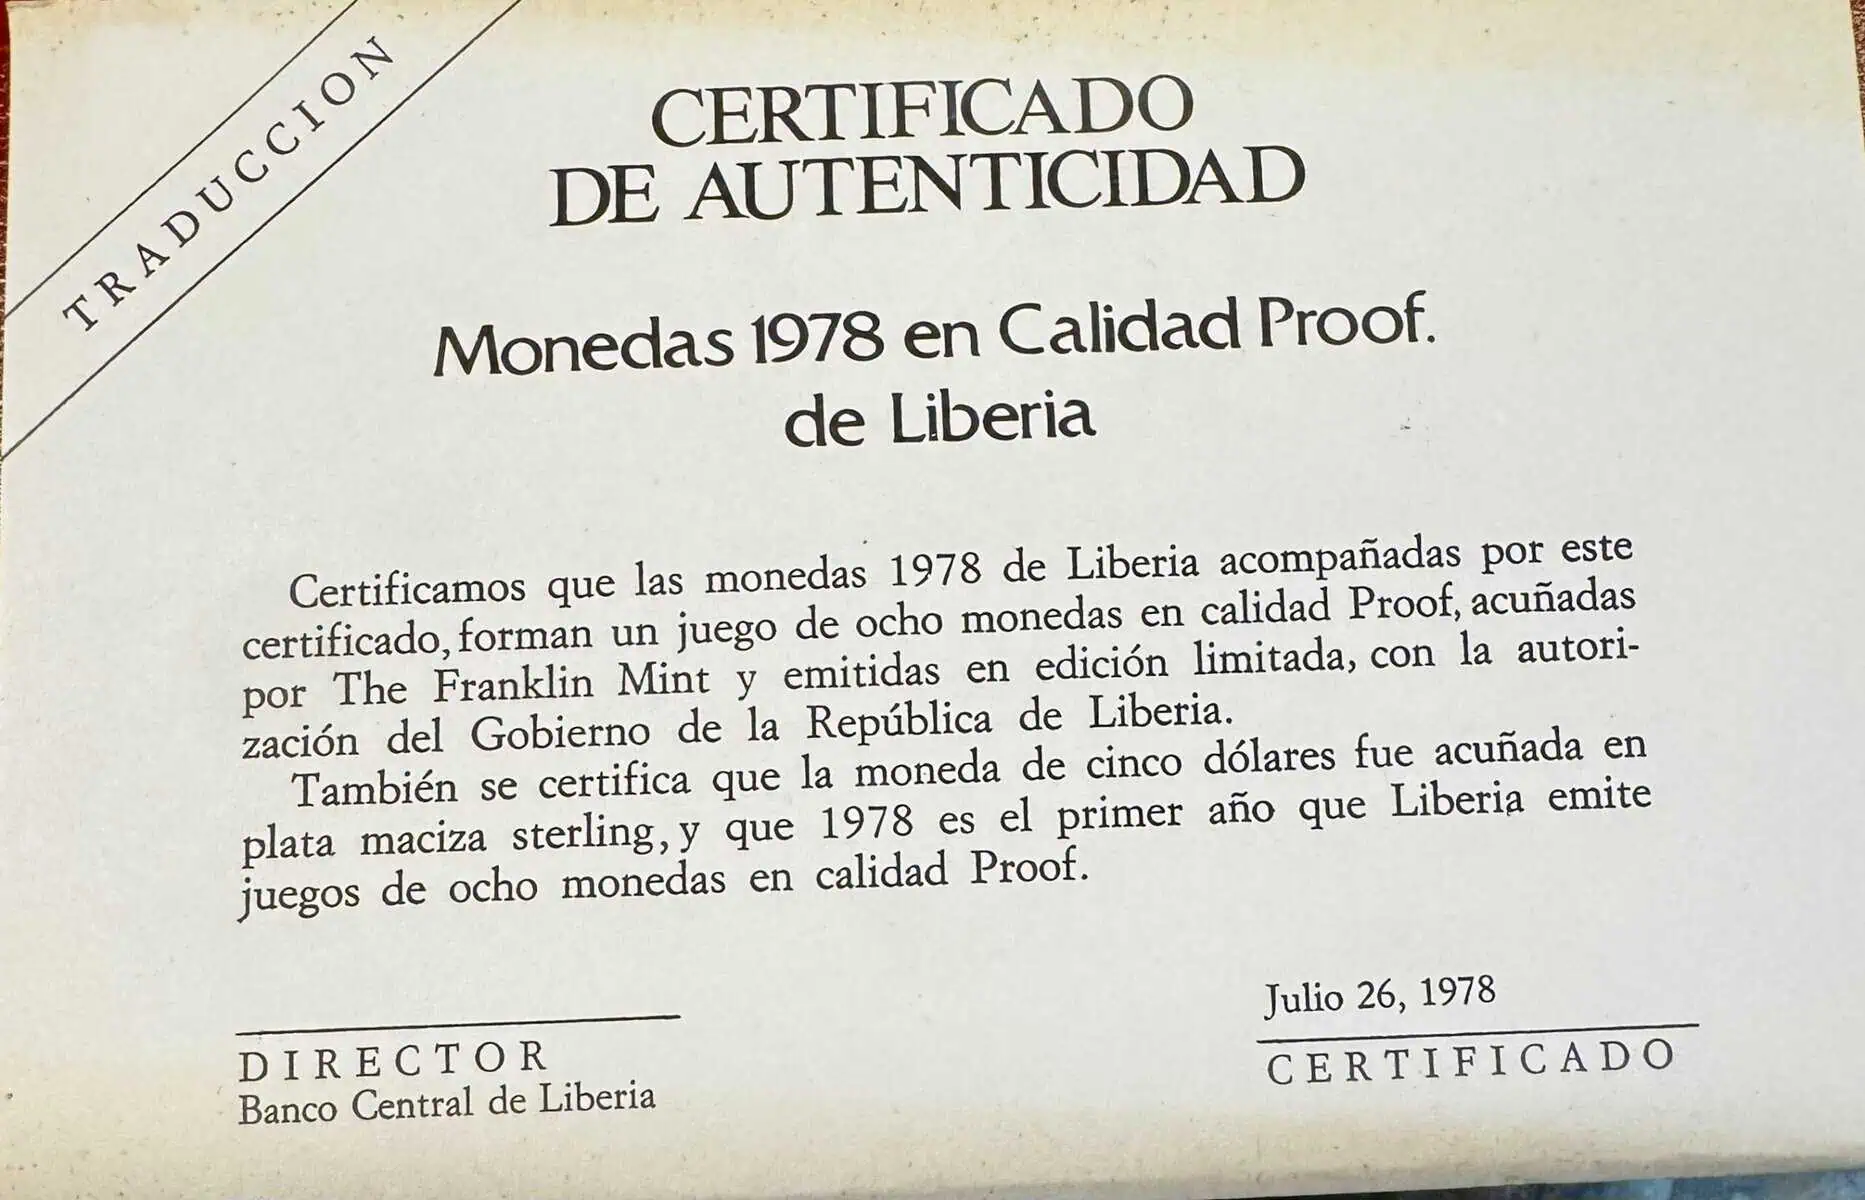 TRADUCCION
CERTIFICADO
DE AUTENTICIDAD
Monedas 1978 en Calidad Proof.
de Liberia
Certificamos que las monedas 1978 de Liberia acompañadas por este
certificado, forman un juego de ocho monedas en calidad Proof, acuñadas
por The Franklin Mint y emitidas en edición limitada, con la autori-
zación del Gobierno de la República de Liberia.
También se certifica que la moneda de cinco dólares fue acuñada en
plata maciza sterling, y que 1978 es el primer año que Liberia emite
juegos de ocho monedas en calidad Proof.
Julio 26, 1978
DIRECTOR
Banco Central de Liberia
CERTIFICADO